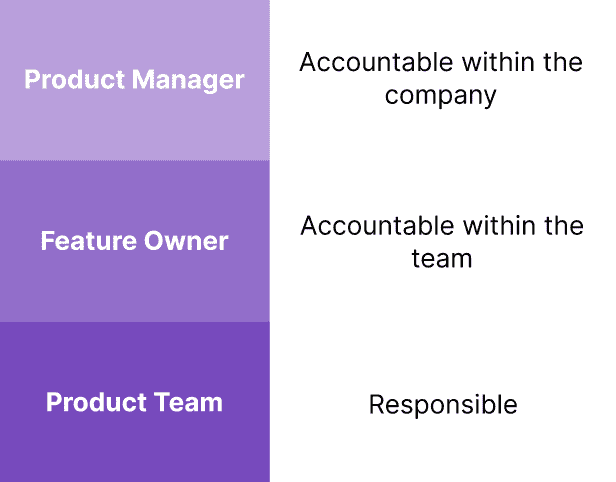 Product Manager
Accountable within the
company
Feature Owner
Accountable within the
team
Product Team
Responsible